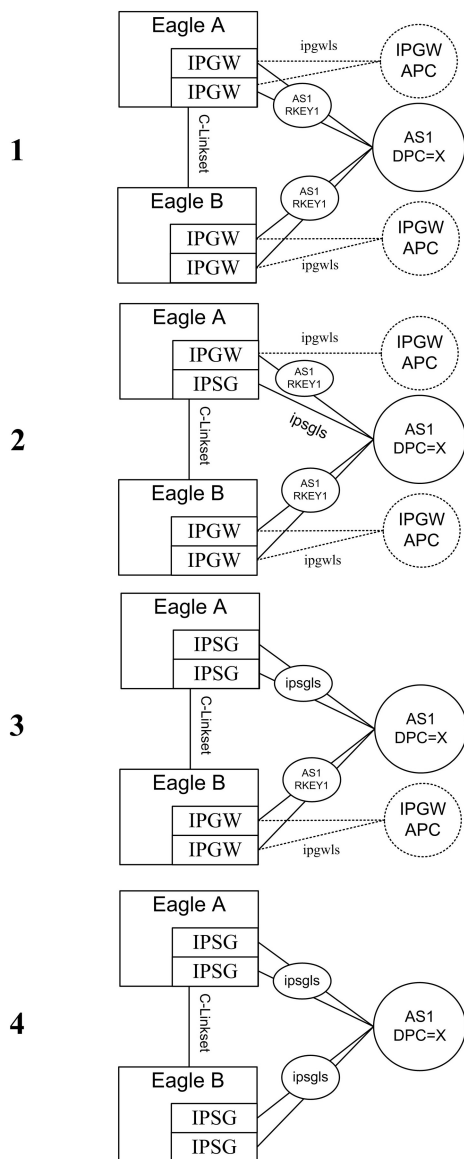 1
Eagle A
IPGW
IPGW
ipgwls
IPGW
APC
AS1
RKEY1
C-Linkset
AS1
DPC=X
AS1
RKEY1
Eagle B
IPGW
IPGW
ipgwls
IPGW
APC
2
Eagle A
IPGW
IPSG
ipgwls
IPGW
APC
AS1
RKEY1
ipsgls
C-Linkset
AS1
DPC=X
AS1
RKEY1
Eagle B
IPGW
IPGW
ipgwls
IPGW
APC
3
Eagle A
IPSG
IPSG
ipsgls
C-Linkset
AS1
DPC=X
AS1
RKEY1
Eagle B
IPGW
IPGW
ipgwls
IPGW
APC
4
Eagle A
IPSG
IPSG
ipsgls
C-Linkset
AS1
DPC=X
ipsgls
Eagle B
IPSG
IPSG